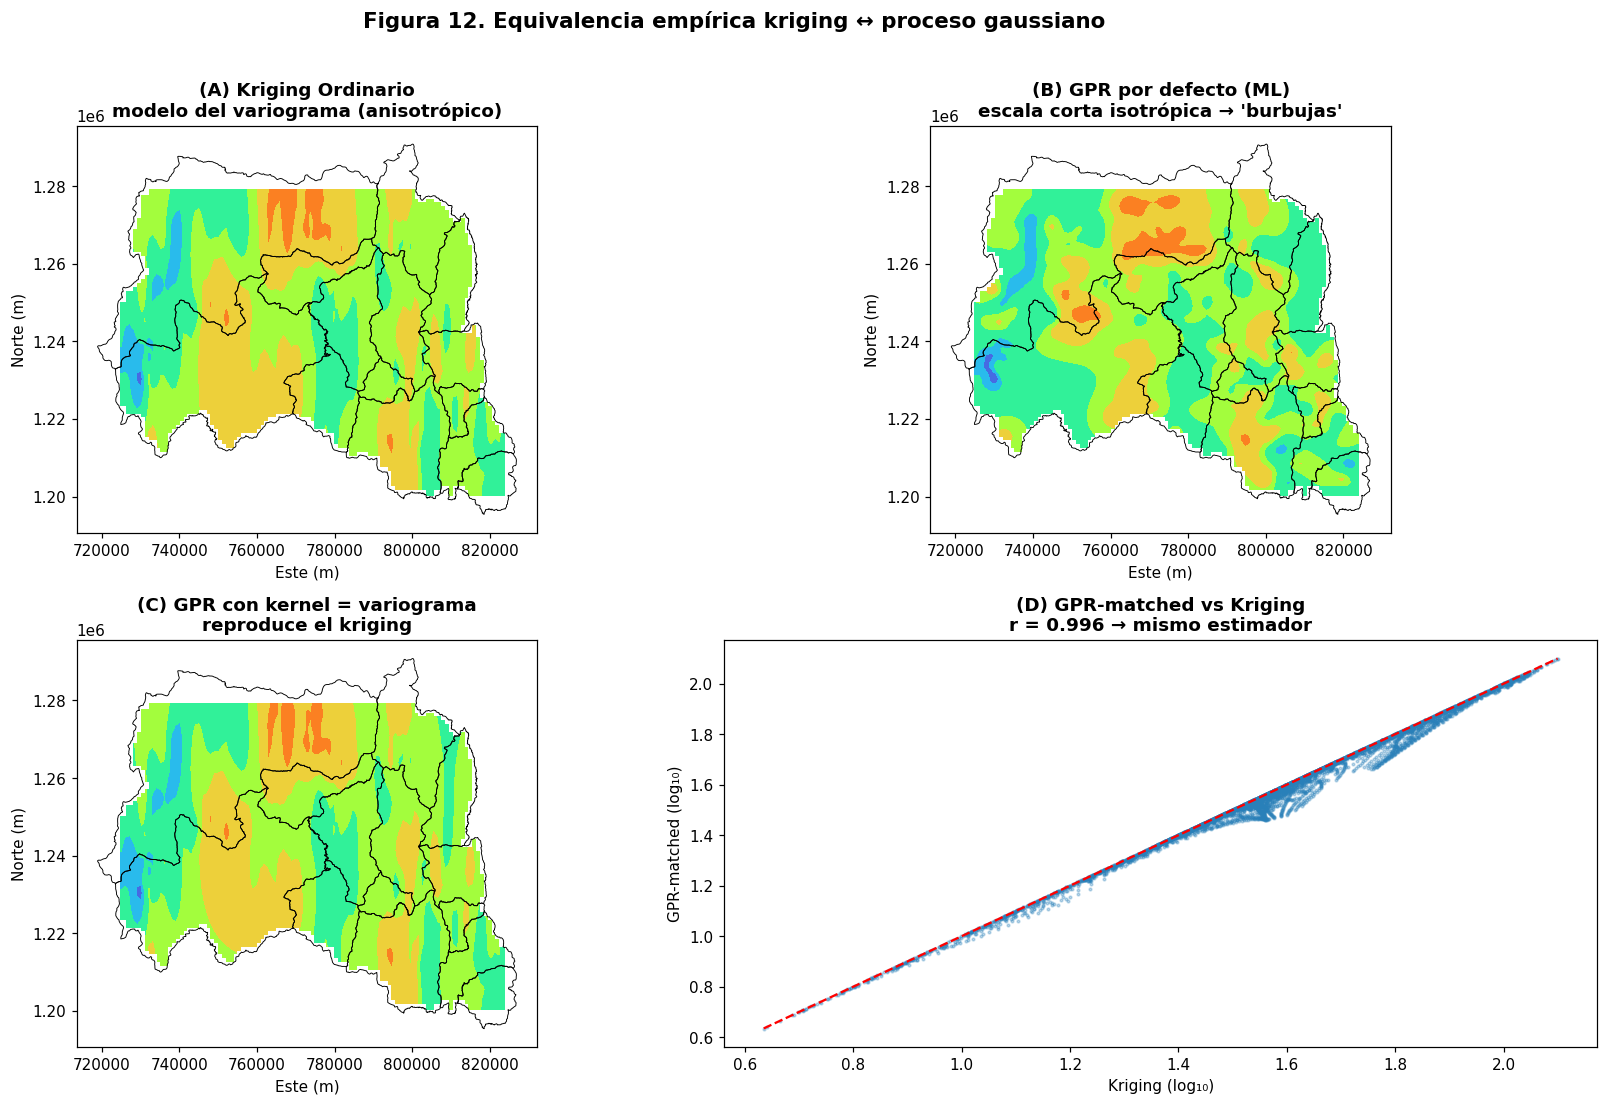 Figura 12. Equivalencia empírica kriging ↔ proceso gaussiano
(A) Kriging Ordinario
modelo del variograma (anisotrópico)
1e6
1.28
1.26
1.24
1.22
1.20
Norte (m)
720000 740000 760000 780000 800000 820000
Este (m)
(B) GPR por defecto (ML)
escala corta isotrópica → 'burbujas'
1e6
1.28
1.26
1.24
1.22
1.20
Norte (m)
720000 740000 760000 780000 800000 820000
Este (m)
(C) GPR con kernel = variograma
reproduce el kriging
1e6
1.28
1.26
1.24
1.22
1.20
Norte (m)
720000 740000 760000 780000 800000 820000
Este (m)
(D) GPR-matched vs Kriging
r = 0.996 → mismo estimador
2.0
1.8
1.6
1.4
1.2
1.0
0.8
0.6
GPR-matched (log₁₀)
0.6 0.8 1.0 1.2 1.4 1.6 1.8 2.0
Kriging (log₁₀)